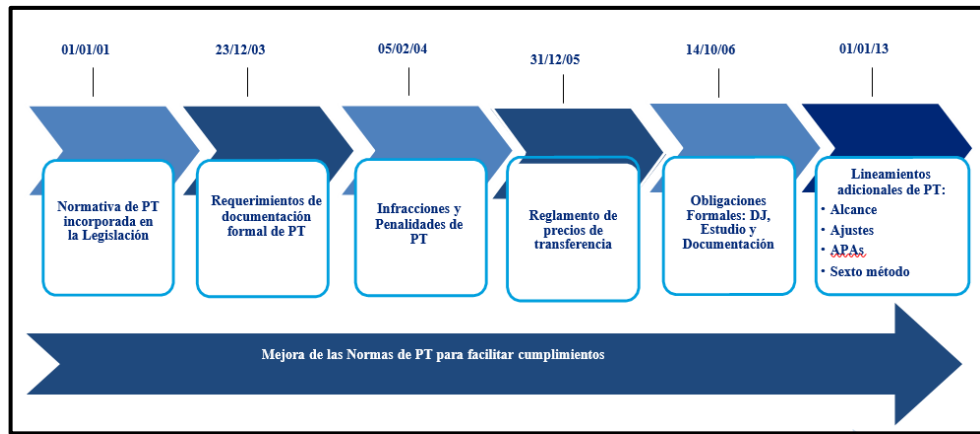 01/01/01
23/12/03
05/02/04
31/12/05
14/10/06
01/01/13
Normativa de PT
incorporada en
la Legislación
Requerimientos de
documentación
formal de PT
Infracciones y
Penalidades de
PT
Reglamento de
precios de
transferencia
Obligaciones
Formales: DJ,
Estudio y
Documentación
Lineamientos
adicionales de PT:
• Alcance
• Ajustes
• APAs
• Sexto método
Mejora de las Normas de PT para facilitar cumplimientos